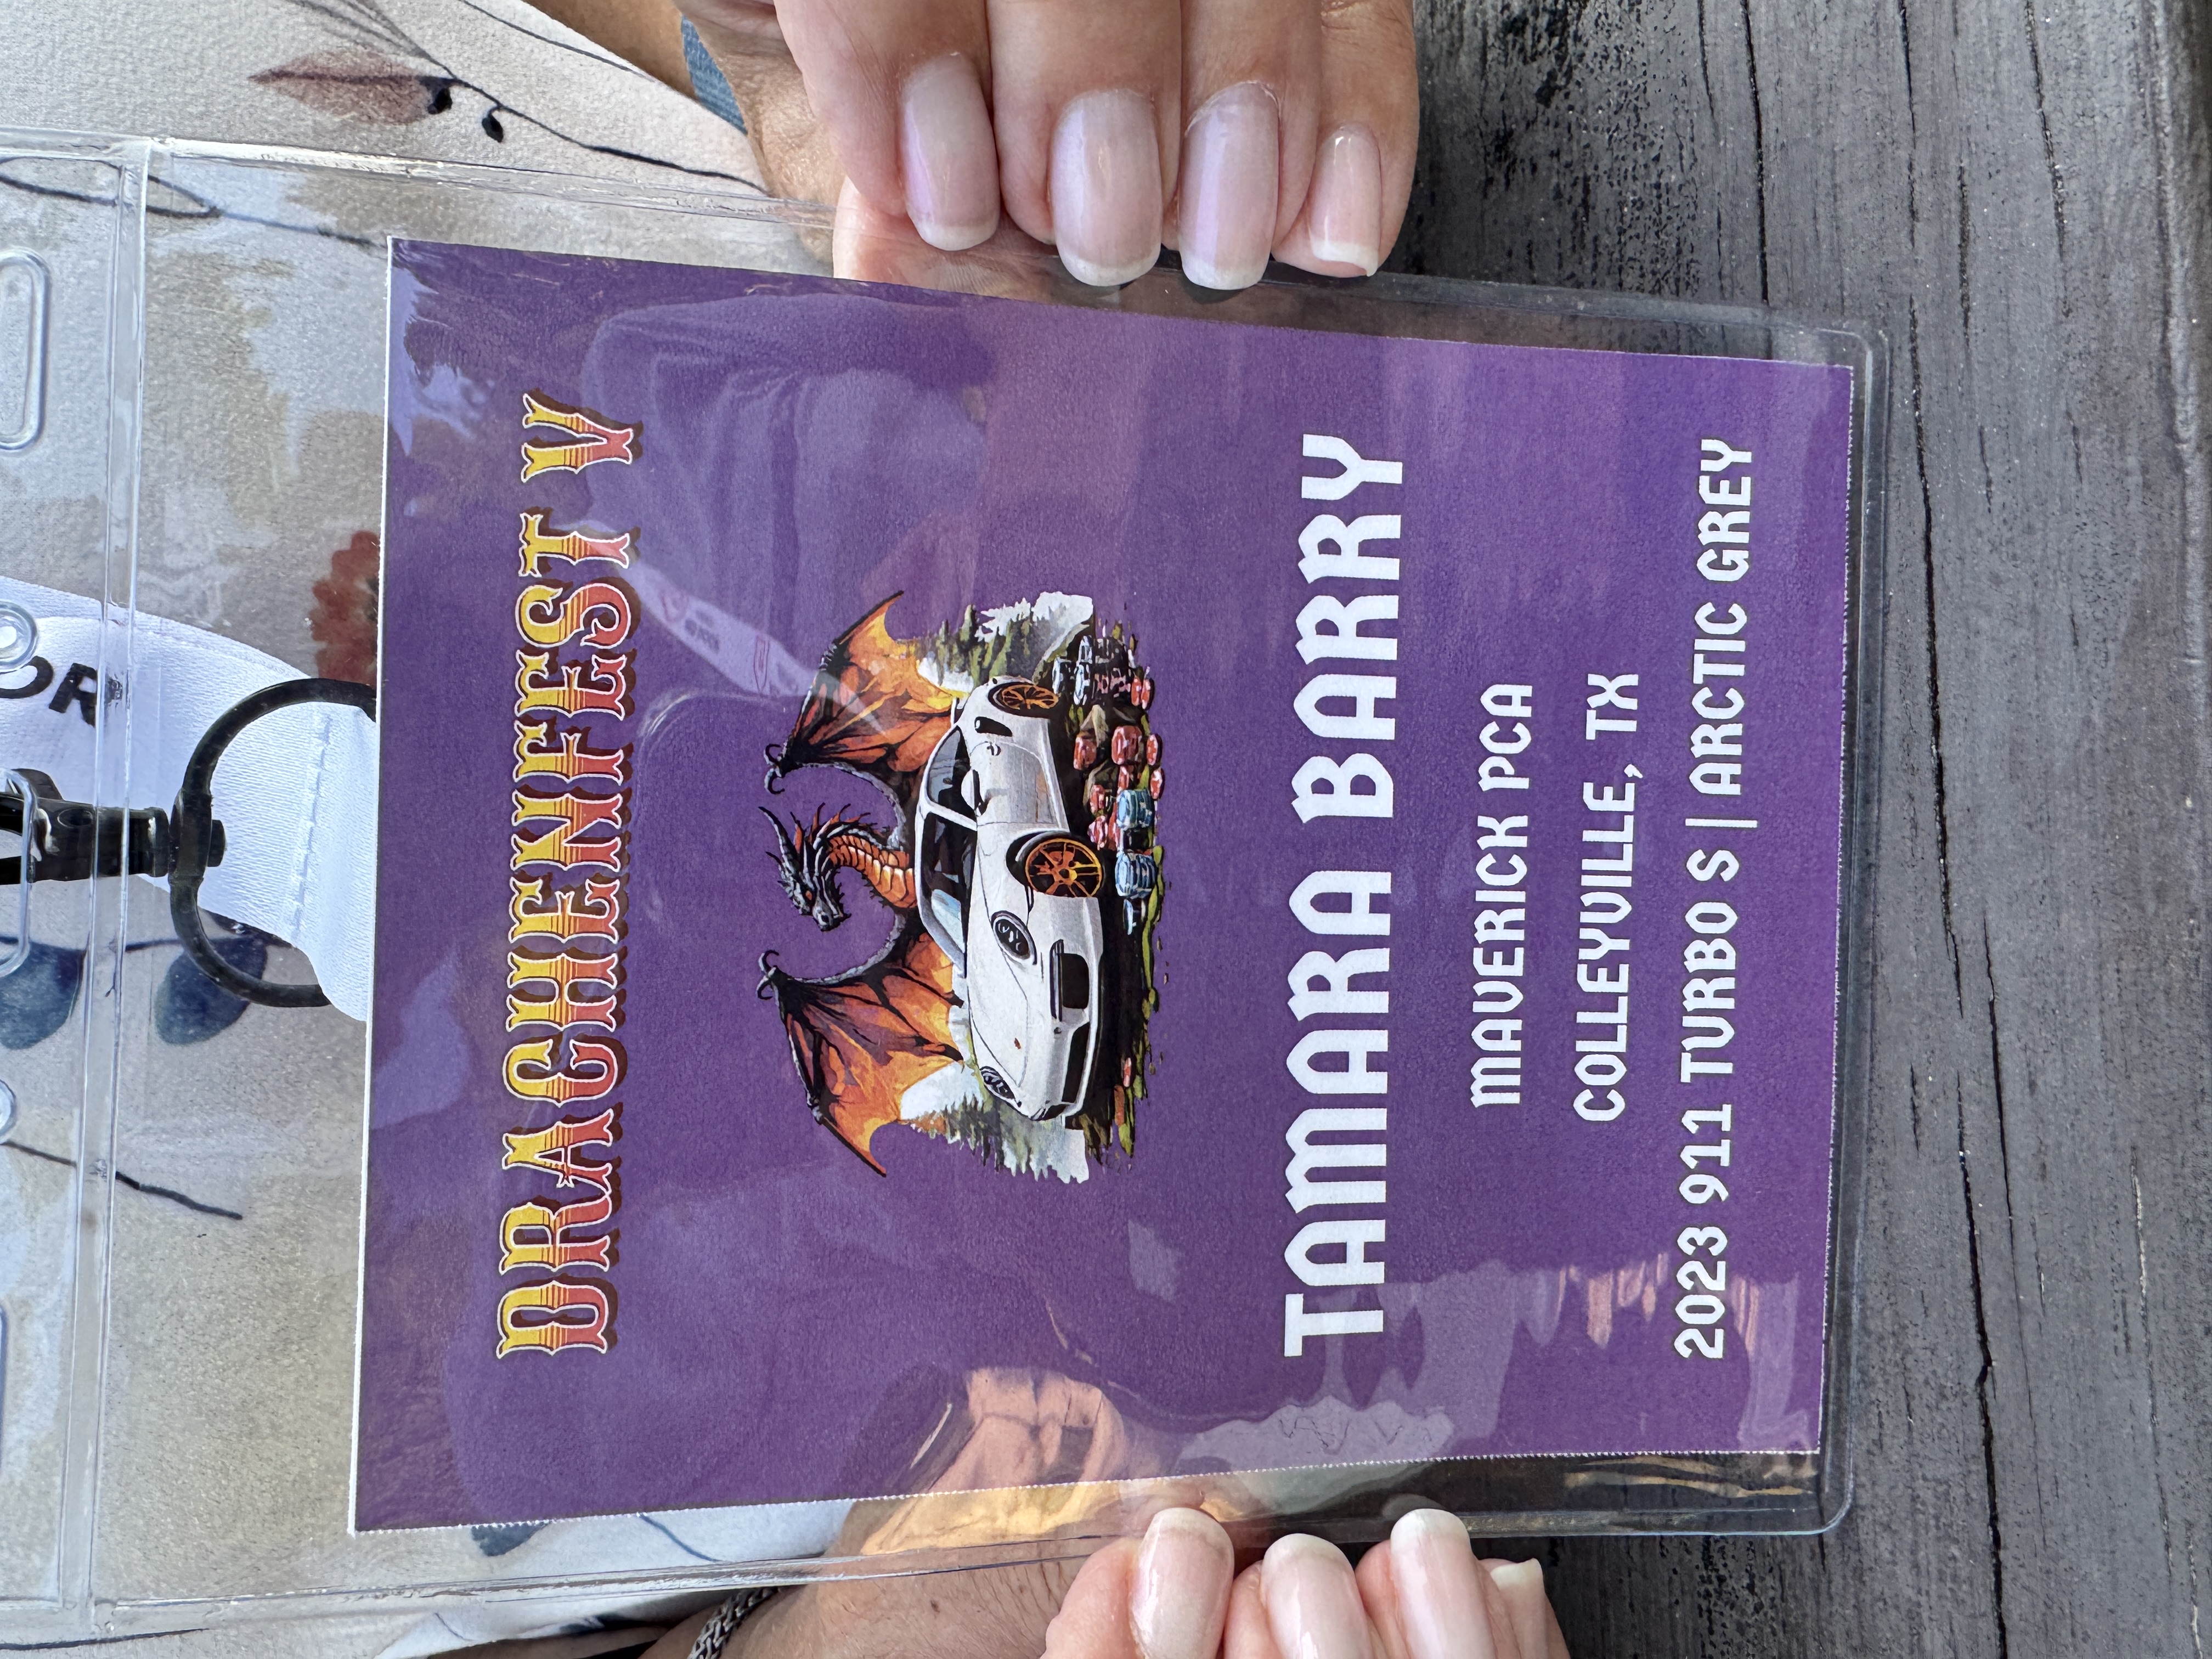 DRACHENFEST V
TAMARA BARRY
MAVERICK PCA
COLLEYVILLE, TX
2023 911 TURBO S | ARCTIC GREY